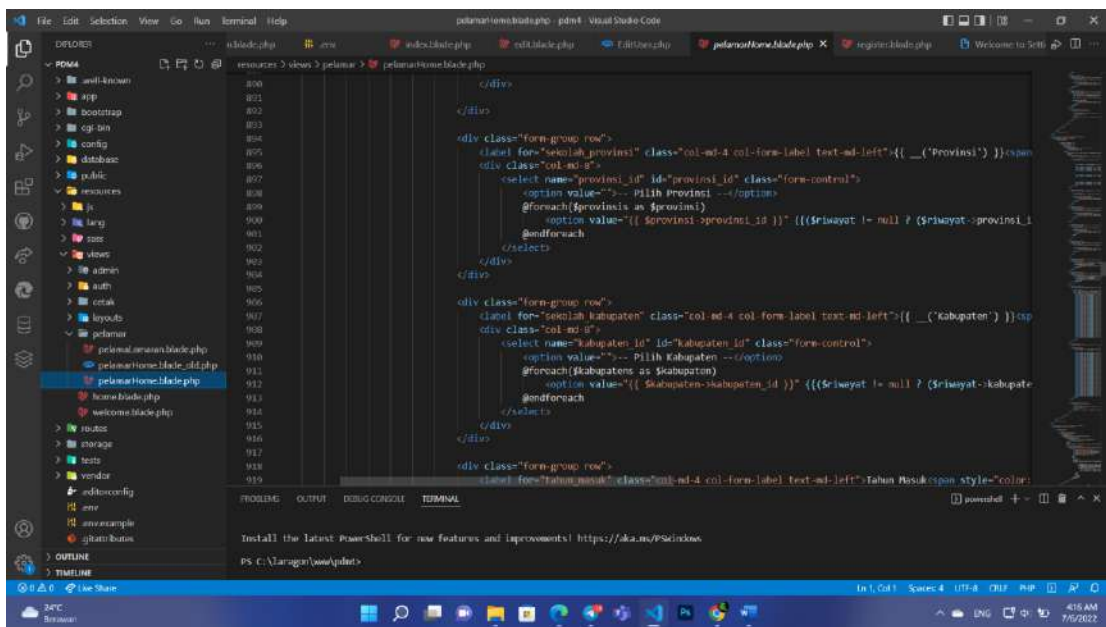 File Edit Selection View Go Run Terminal Help
pelamarHome.blade.php - pdm4 - Visual Studio Code
EXPLORER
.env
index.blade.php
edit.blade.php
EditUser.php
pelamarHome.blade.php
register.blade.php
Welcome to Setti
PDM4
resources > views > pelamar > pelamarHome.blade.php
.well-known
app
bootstrap
cgi-bin
config
database
public
resources
js
lang
sass
views
admin
auth
cetak
layouts
pelamar
pelamaLamaran.blade.php
pelamarHome.blade_old.php
pelamarHome.blade.php
home.blade.php
welcome.blade.php
routes
storage
tests
vendor
.editorconfig
.env
.env.example
.gitattributes
OUTLINE
TIMELINE
890 </div>
891
892 </div>
893
894 <div class="form-group row">
895 <label for="sekolah_provinsi" class="col-md-4 col-form-label text-md-left">{{ __('Provinsi') }}<span
896 <div class="col-md-8">
897 <select name="provinsi_id" id="provinsi_id" class="form-control">
898 <option value="">-- Pilih Provinsi --</option>
899 @foreach($provinsis as $provinsi)
900 <option value="{{ $provinsi->provinsi_id }}" {{($riwayat != null ? ($riwayat->provinsi_i
901 @endforeach
902 </select>
903 </div>
904 </div>
905
906 <div class="form-group row">
907 <label for="sekolah_kabupaten" class="col-md-4 col-form-label text-md-left">{{ __('Kabupaten') }}<sp
908 <div class="col-md-8">
909 <select name="kabupaten_id" id="kabupaten_id" class="form-control">
910 <option value="">-- Pilih Kabupaten --</option>
911 @foreach($kabupatens as $kabupaten)
912 <option value="{{ $kabupaten->kabupaten_id }}" {{($riwayat != null ? ($riwayat->kabupate
913 @endforeach
914 </select>
915 </div>
916 </div>
917
918 <div class="form-group row">
919 <label for="tahun_masuk" class="col-md-4 col-form-label text-md-left">Tahun Masuk<span style="color:
PROBLEMS OUTPUT DEBUG CONSOLE TERMINAL
powershell
Install the latest PowerShell for new features and improvements! https://aka.ms/PSWindows
PS C:\laragon\www\pdm4>
0 0 Live Share
Ln 1, Col 1 Spaces: 4 UTF-8 CRLF PHP
24°C
Berawan
ENG
4:16 AM
7/6/2022